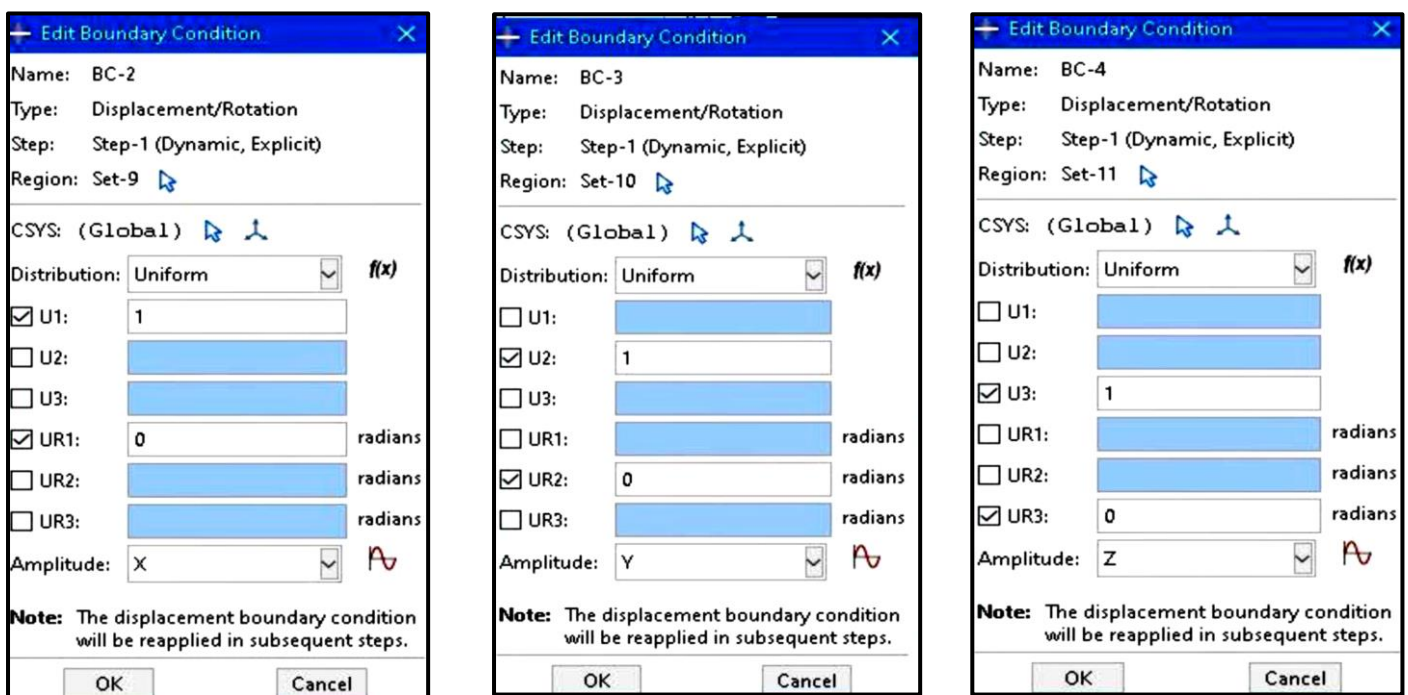 Edit Boundary Condition
Name: BC-2
Type: Displacement/Rotation
Step: Step-1 (Dynamic, Explicit)
Region: Set-9
CSYS: (Global)
Distribution: Uniform f(x)
U1: 1
U2:
U3:
UR1: 0 radians
UR2: radians
UR3: radians
Amplitude: X
Note: The displacement boundary condition
will be reapplied in subsequent steps.
OK Cancel
Edit Boundary Condition
Name: BC-3
Type: Displacement/Rotation
Step: Step-1 (Dynamic, Explicit)
Region: Set-10
CSYS: (Global)
Distribution: Uniform f(x)
U1:
U2: 1
U3:
UR1: radians
UR2: 0 radians
UR3: radians
Amplitude: Y
Note: The displacement boundary condition
will be reapplied in subsequent steps.
OK Cancel
Edit Boundary Condition
Name: BC-4
Type: Displacement/Rotation
Step: Step-1 (Dynamic, Explicit)
Region: Set-11
CSYS: (Global)
Distribution: Uniform f(x)
U1:
U2:
U3: 1
UR1: radians
UR2: radians
UR3: 0 radians
Amplitude: Z
Note: The displacement boundary condition
will be reapplied in subsequent steps.
OK Cancel